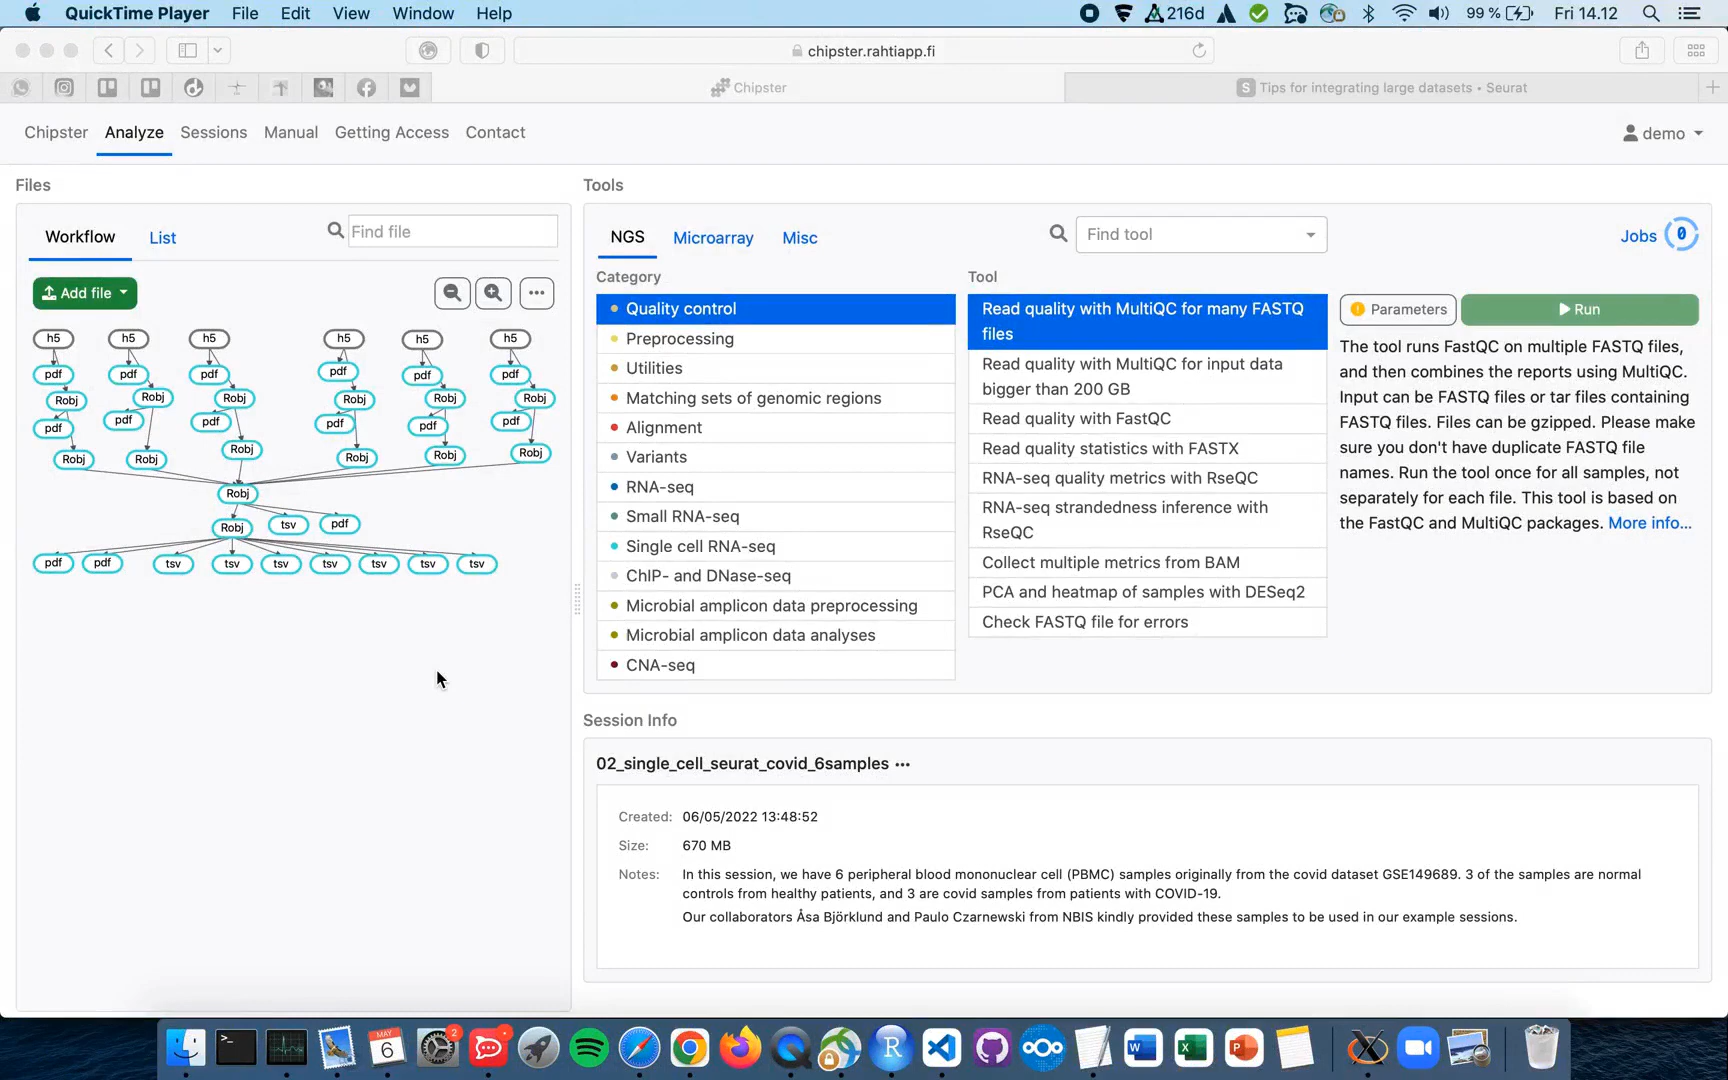 QuickTime Player File Edit View Window Help 216d 99 % Fri 14.12
chipster.rahtiapp.fi
Chipster
S Tips for integrating large datasets • Seurat
Chipster Analyze Sessions Manual Getting Access Contact demo
Files
Workflow List Find file
Add file
h5 h5 h5 h5 h5 h5
pdf pdf pdf pdf pdf pdf
Robj Robj Robj Robj Robj Robj
pdf pdf pdf pdf pdf pdf
Robj Robj Robj Robj Robj Robj
Robj
Robj tsv pdf
pdf pdf tsv tsv tsv tsv tsv tsv tsv
Tools
NGS Microarray Misc Find tool Jobs 0
Category
Quality control
Preprocessing
Utilities
Matching sets of genomic regions
Alignment
Variants
RNA-seq
Small RNA-seq
Single cell RNA-seq
ChIP- and DNase-seq
Microbial amplicon data preprocessing
Microbial amplicon data analyses
CNA-seq
Tool
Read quality with MultiQC for many FASTQ
files
Read quality with MultiQC for input data
bigger than 200 GB
Read quality with FastQC
Read quality statistics with FASTX
RNA-seq quality metrics with RseQC
RNA-seq strandedness inference with
RseQC
Collect multiple metrics from BAM
PCA and heatmap of samples with DESeq2
Check FASTQ file for errors
Parameters Run
The tool runs FastQC on multiple FASTQ files,
and then combines the reports using MultiQC.
Input can be FASTQ files or tar files containing
FASTQ files. Files can be gzipped. Please make
sure you don't have duplicate FASTQ file
names. Run the tool once for all samples, not
separately for each file. This tool is based on
the FastQC and MultiQC packages. More info...
Session Info
02_single_cell_seurat_covid_6samples
Created: 06/05/2022 13:48:52
Size: 670 MB
Notes: In this session, we have 6 peripheral blood mononuclear cell (PBMC) samples originally from the covid dataset GSE149689. 3 of the samples are normal
controls from healthy patients, and 3 are covid samples from patients with COVID-19.
Our collaborators Åsa Björklund and Paulo Czarnewski from NBIS kindly provided these samples to be used in our example sessions.
MAY
6
2
R
W
X
P